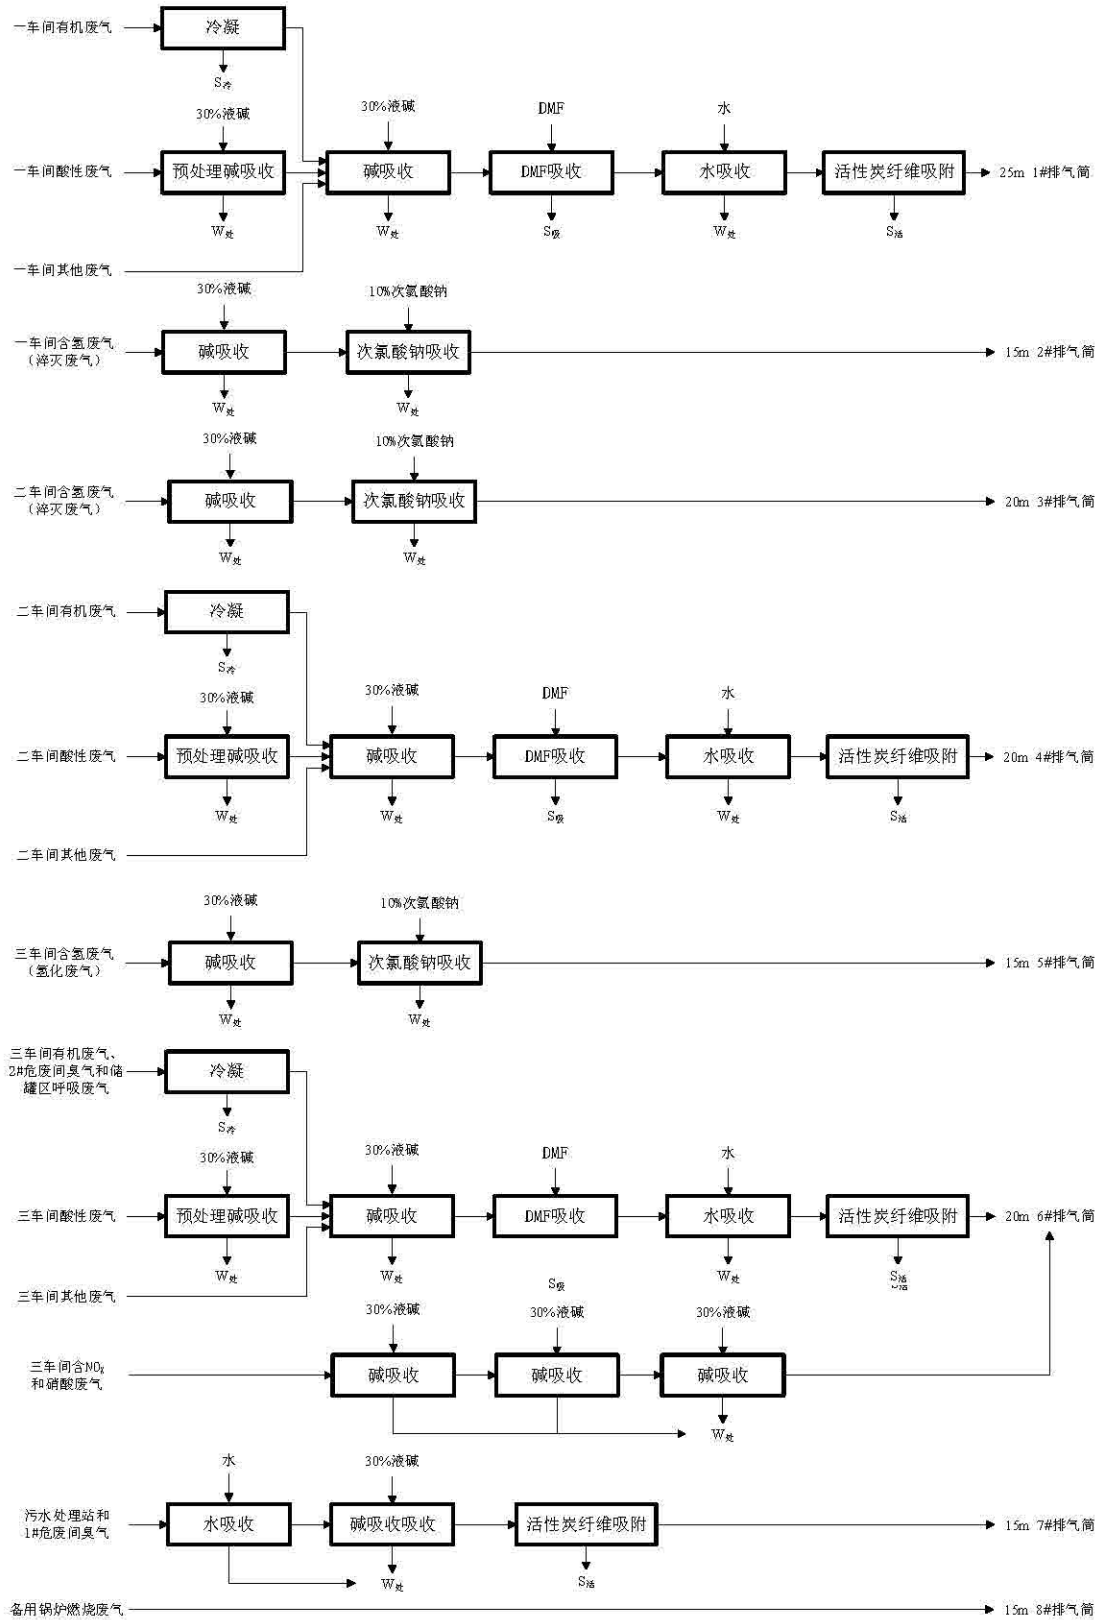 一车间有机废气
冷凝
S冷
30%液碱
30%液碱
DMF
水
一车间酸性废气
预处理碱吸收
碱吸收
DMF吸收
水吸收
活性炭纤维吸附
25m 1#排气筒
W处
W处
S吸
W处
S活
一车间其他废气
30%液碱
10%次氯酸钠
一车间含氢废气
（淬灭废气）
碱吸收
次氯酸钠吸收
15m 2#排气筒
W处
W处
30%液碱
10%次氯酸钠
二车间含氢废气
（淬灭废气）
碱吸收
次氯酸钠吸收
20m 3#排气筒
W处
W处
二车间有机废气
冷凝
S冷
30%液碱
30%液碱
DMF
水
二车间酸性废气
预处理碱吸收
碱吸收
DMF吸收
水吸收
活性炭纤维吸附
20m 4#排气筒
W处
W处
S吸
W处
S活
二车间其他废气
30%液碱
10%次氯酸钠
三车间含氢废气
（氢化废气）
碱吸收
次氯酸钠吸收
15m 5#排气筒
W处
W处
三车间有机废气、
2#危废间臭气和储
罐区呼吸废气
冷凝
S冷
30%液碱
30%液碱
DMF
水
三车间酸性废气
预处理碱吸收
碱吸收
DMF吸收
水吸收
活性炭纤维吸附
20m 6#排气筒
W处
W处
S吸
W处
S活
三车间其他废气
30%液碱
30%液碱
30%液碱
三车间含NOX
和硝酸废气
碱吸收
碱吸收
碱吸收
W处
水
30%液碱
污水处理站和
1#危废间臭气
水吸收
碱吸收吸收
活性炭纤维吸附
15m 7#排气筒
W处
S活
备用锅炉燃烧废气
15m 8#排气筒